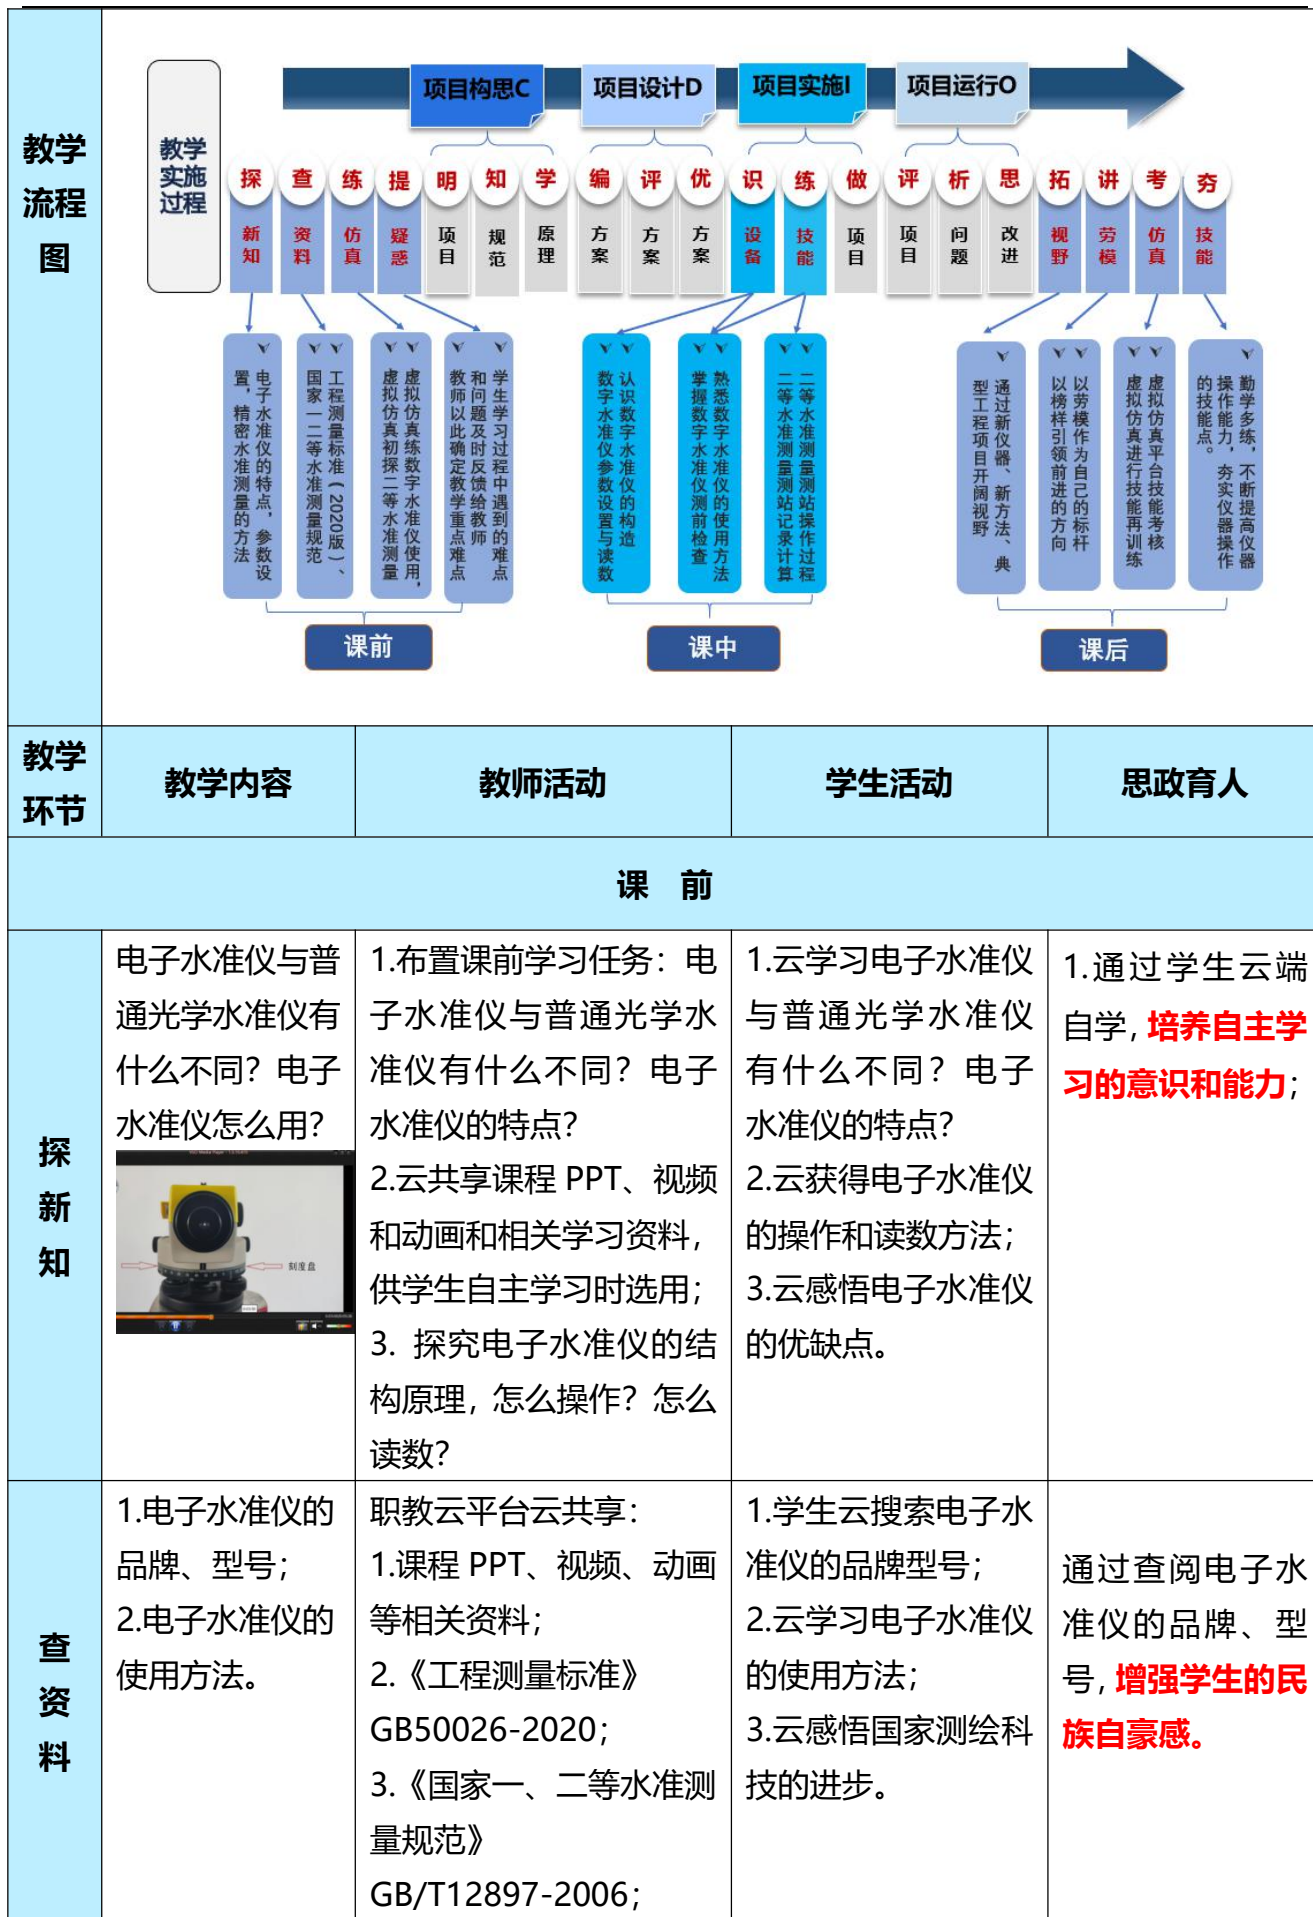 教学
流程
图
教学
实施
过程
项目构思C
项目设计D
项目实施I
项目运行O
探 查 练 提 明 知 学 编 评 优 识 练 做 评 析 思 拓 讲 考 夯
新知
资料
仿真
疑惑
项目
规范
原理
方案
方案
方案
设备
技能
项目
项目
问题
改进
视野
劳模
仿真
技能
电子水准仪的特点，参数设
置，精密水准测量的方法
工程测量标准(2020版)、
国家一二等水准测量规范
虚拟仿真练数字水准仪使用，
虚拟仿真初探二等水准测量
学生学习过程中遇到的难点
和问题及时反馈给教师
教师以此确定教学重点难点
认识数字水准仪的构造
数字水准仪参数设置与读数
熟悉数字水准仪的使用方法
掌握数字水准仪测前检查
二等水准测量测站操作过程
二等水准测量测站记录计算
通过新仪器、新方法、典
型工程项目开阔视野
以劳模作为自己的标杆
以榜样引领前进的方向
虚拟仿真平台技能考核
虚拟仿真进行技能再训练
勤学多练，不断提高仪器
操作能力，夯实仪器操作
的技能点。
课前
课中
课后
教学
环节
教学内容
教师活动
学生活动
思政育人
课 前
探
新
知
电子水准仪与普
通光学水准仪有
什么不同？电子
水准仪怎么用？
刻度盘
1.布置课前学习任务：电
子水准仪与普通光学水
准仪有什么不同？电子
水准仪的特点？
2.云共享课程 PPT、视频
和动画和相关学习资料，
供学生自主学习时选用；
3. 探究电子水准仪的结
构原理，怎么操作？怎么
读数？
1.云学习电子水准仪
与普通光学水准仪
有什么不同？电子
水准仪的特点？
2.云获得电子水准仪
的操作和读数方法；
3.云感悟电子水准仪
的优缺点。
1.通过学生云端
自学，培养自主学
习的意识和能力；
查
资
料
1.电子水准仪的
品牌、型号；
2.电子水准仪的
使用方法。
职教云平台云共享：
1.课程 PPT、视频、动画
等相关资料；
2.《工程测量标准》
GB50026-2020；
3.《国家一、二等水准测
量规范》
GB/T12897-2006；
1.学生云搜索电子水
准仪的品牌型号；
2.云学习电子水准仪
的使用方法；
3.云感悟国家测绘科
技的进步。
通过查阅电子水
准仪的品牌、型
号，增强学生的民
族自豪感。